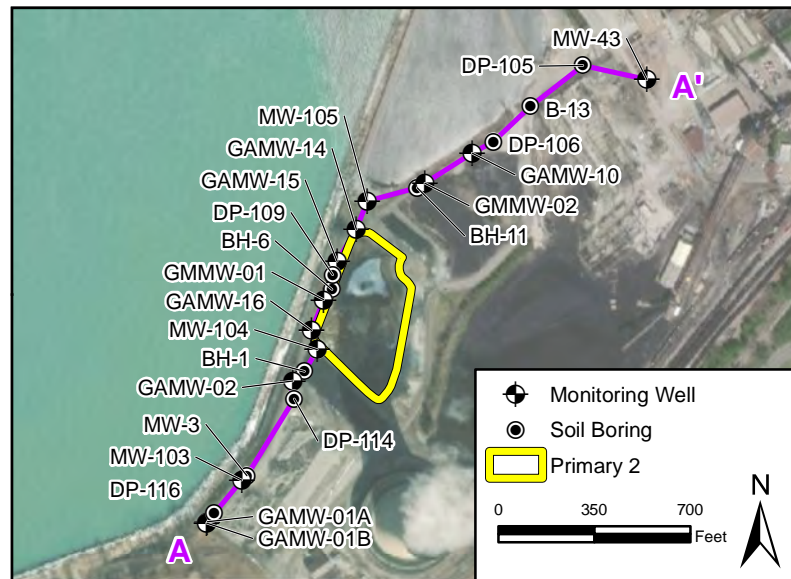 MW-43
DP-105
A'
B-13
MW-105
DP-106
GAMW-14
GAMW-10
GAMW-15
GMMW-02
DP-109
BH-11
BH-6
GMMW-01
GAMW-16
MW-104
BH-1
GAMW-02
DP-114
MW-3
MW-103
DP-116
GAMW-01A
GAMW-01B
A
Monitoring Well
Soil Boring
Primary 2
N
0 350 700
Feet